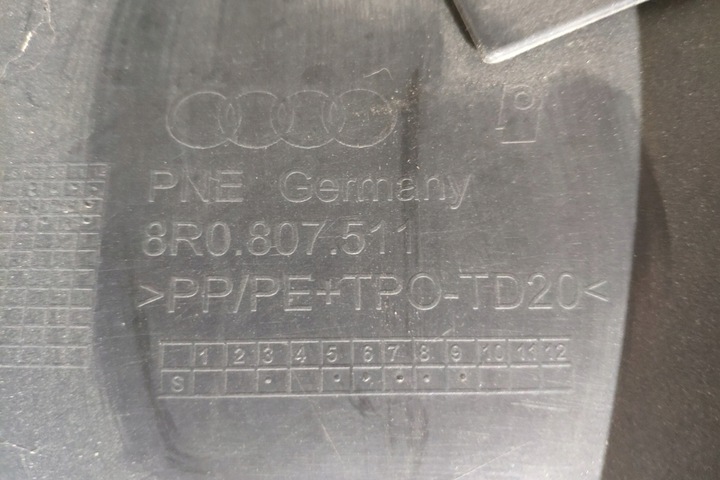 PNE Germany
8R0.807.511
>PP/PE+TPO-TD20<
1 2 3 4 5 6 7 8 9 10 11 12
S